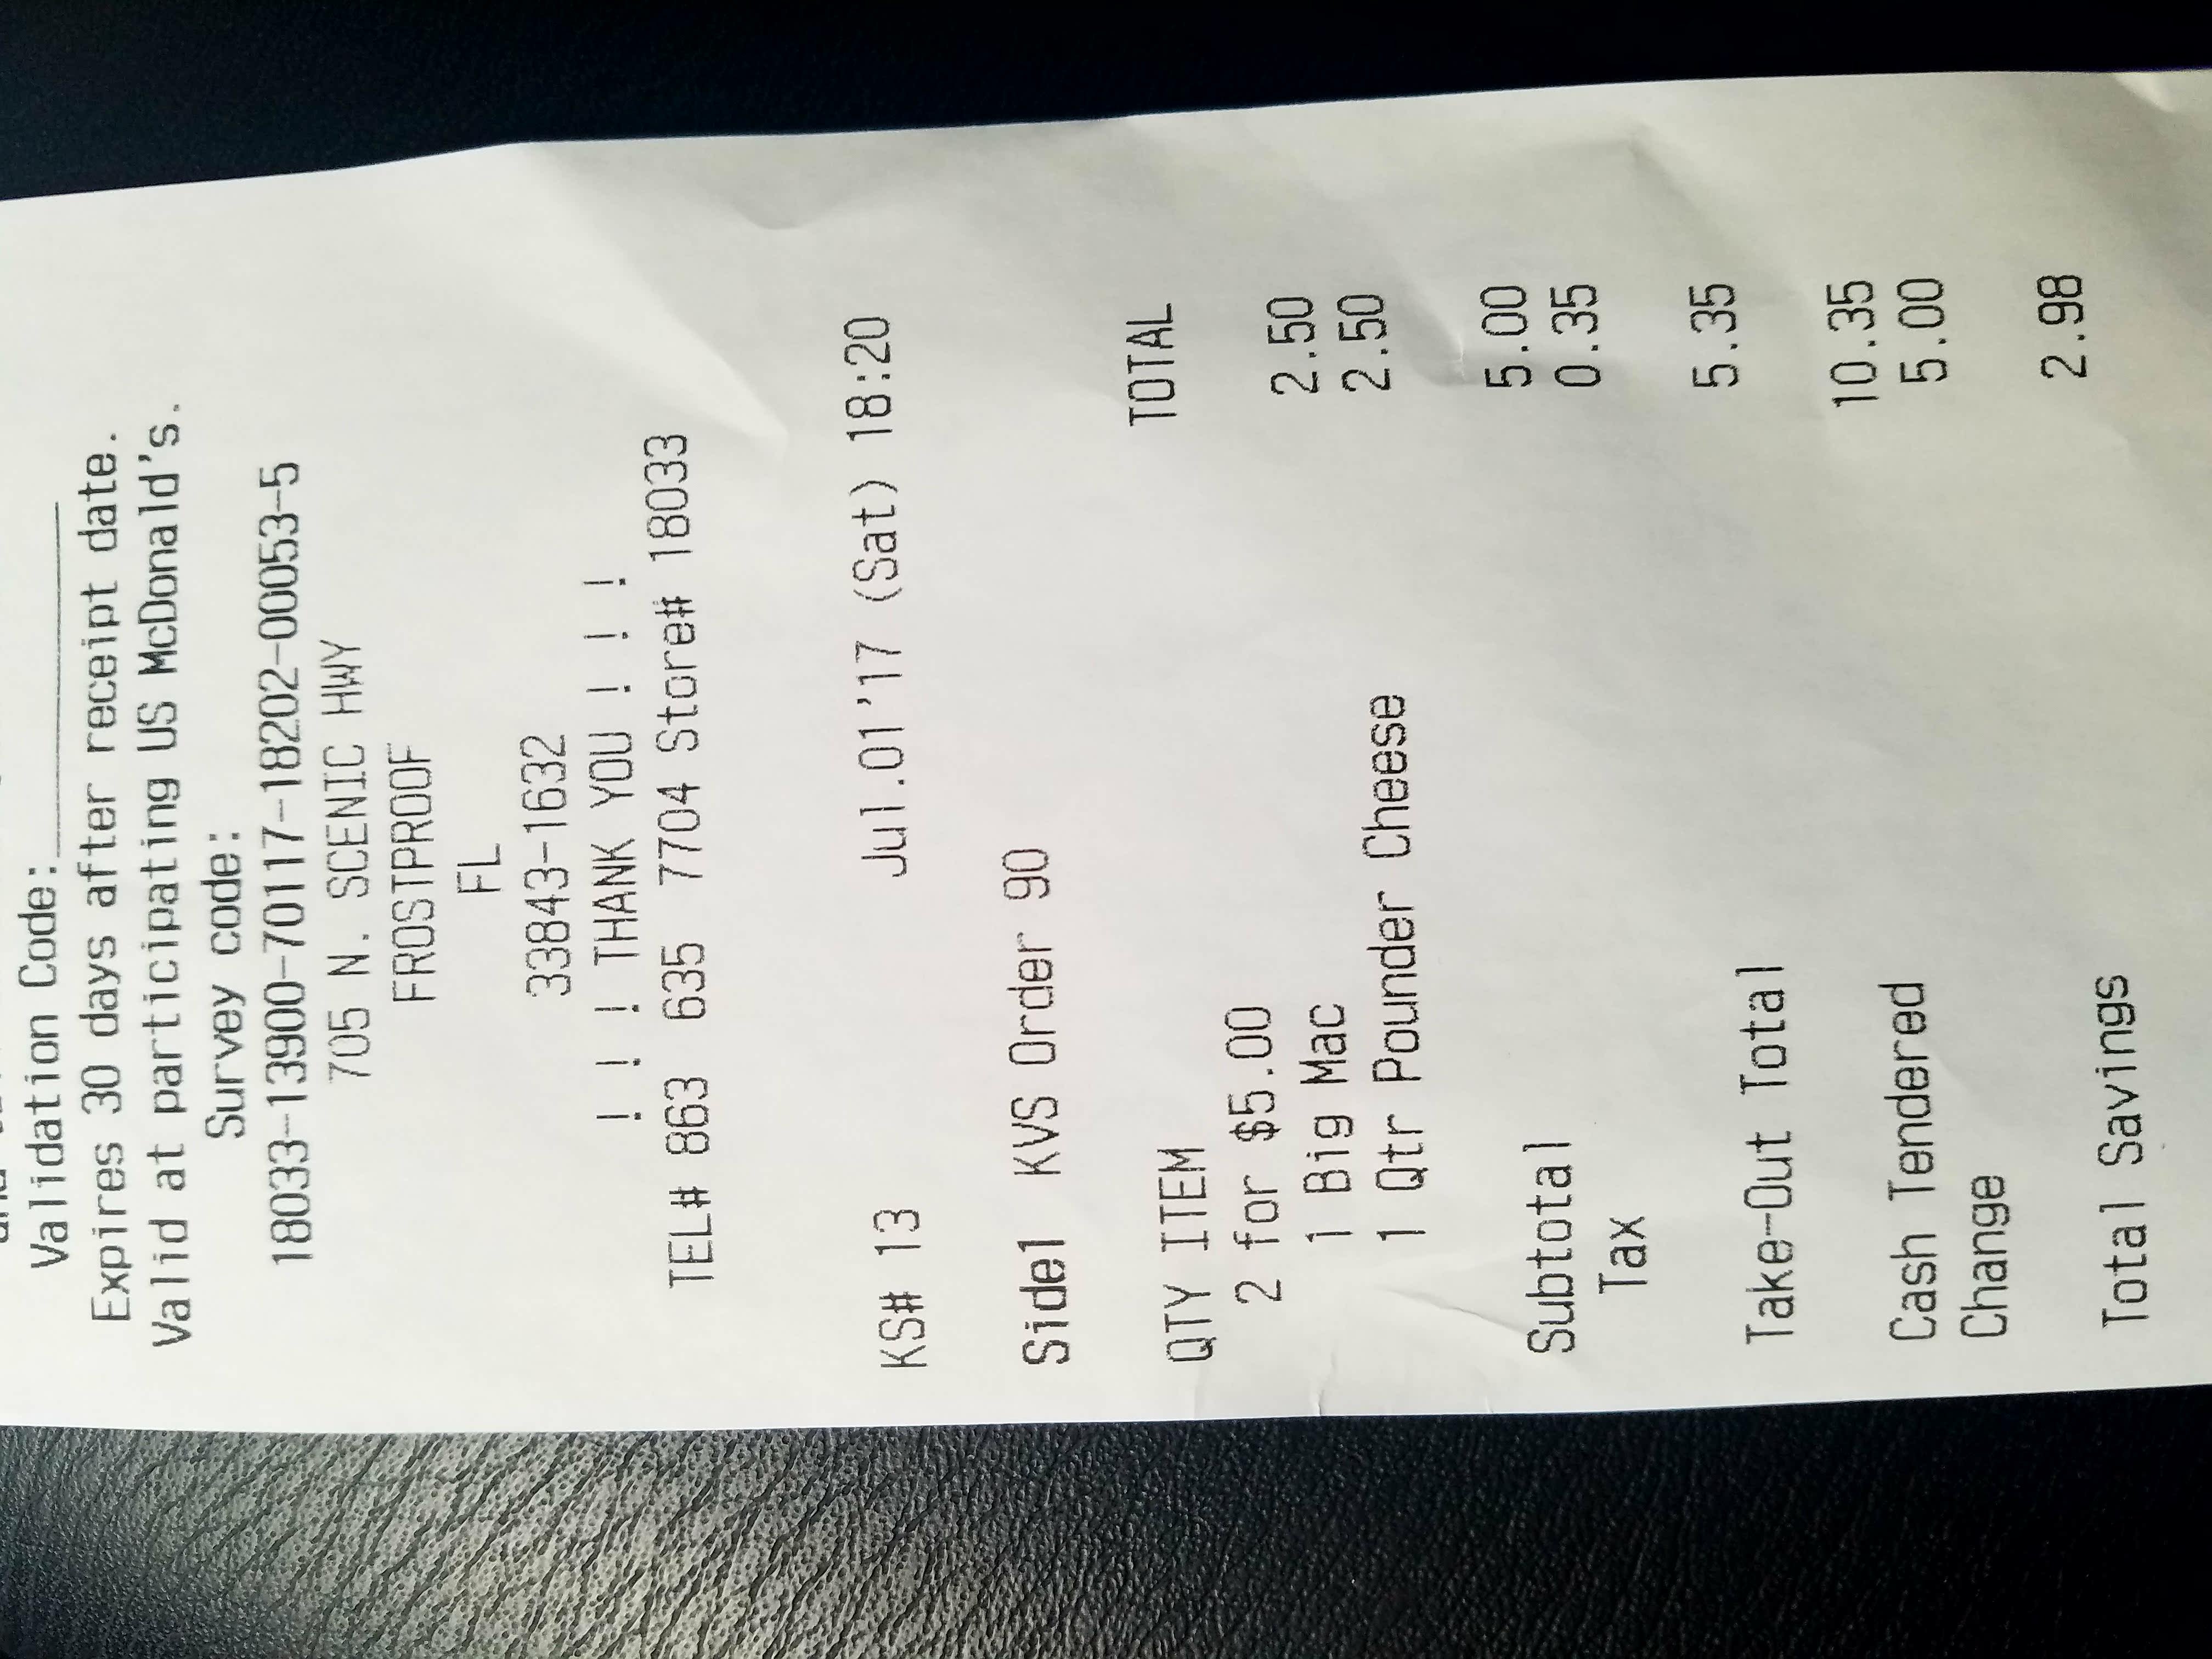 Validation Code:
Expires 30 days after receipt date.
Valid at participating US McDonald's.
Survey code:
18033-13900-70117-18202-00053-5
705 N. SCENIC HWY
FROSTPROOF
FL
33843-1632
! ! ! THANK YOU ! ! !
TEL# 863 635 7704 Store# 18033
KS# 13 Jul.01'17 (Sat) 18:20
Side1 KVS Order 90
QTY ITEM TOTAL
2 for $5.00
1 Big Mac 2.50
1 Qtr Pounder Cheese 2.50
Subtotal 5.00
Tax 0.35
Take-Out Total 5.35
Cash Tendered 10.35
Change 5.00
Total Savings 2.98